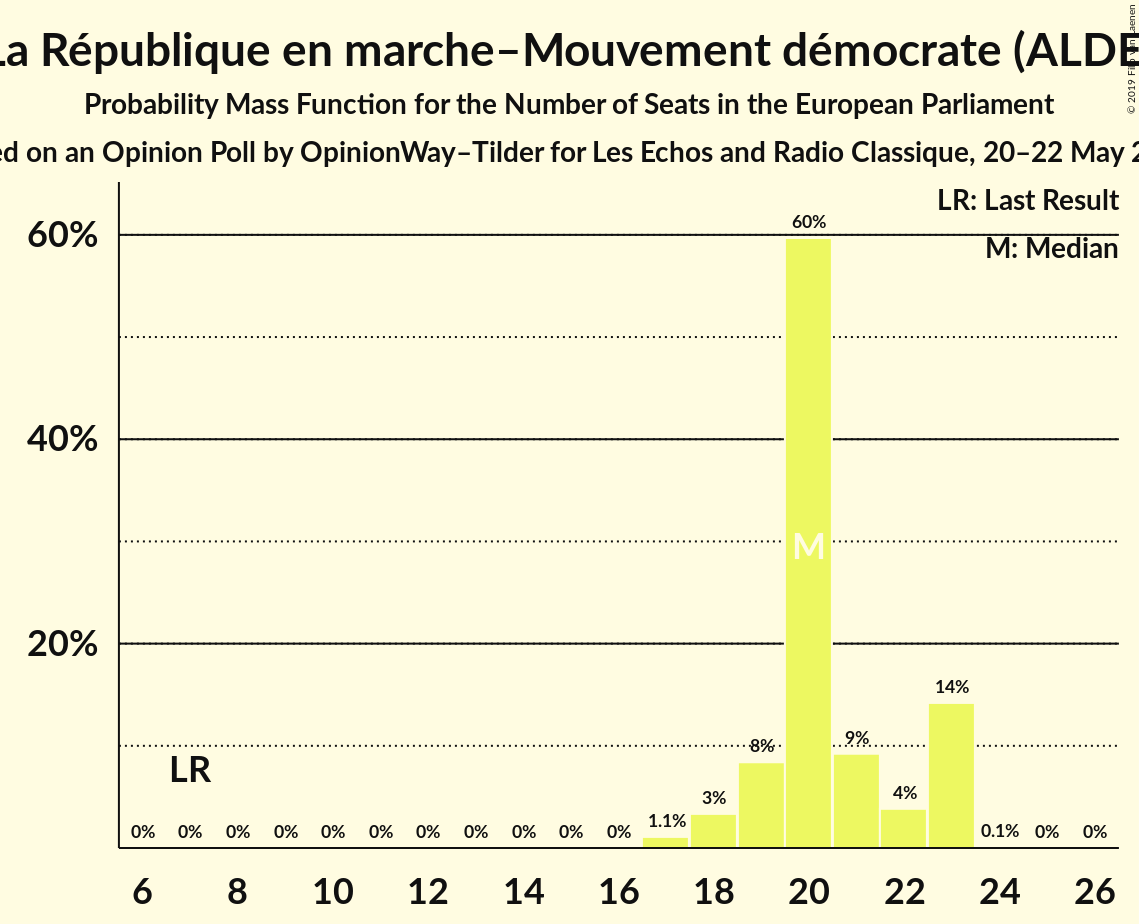 La République en marche–Mouvement démocrate (ALDE
Probability Mass Function for the Number of Seats in the European Parliament
on an Opinion Poll by OpinionWay–Tilder for Les Echos and Radio Classique, 20–22 May
© 2019
LR: Last Result
M: Median
60%
40%
20%
60%
M
14%
9%
8%
4%
3%
1.1%
0.1%
LR
0% 0% 0% 0% 0% 0% 0% 0% 0% 0% 0% 0% 0%
6 8 10 12 14 16 18 20 22 24 26